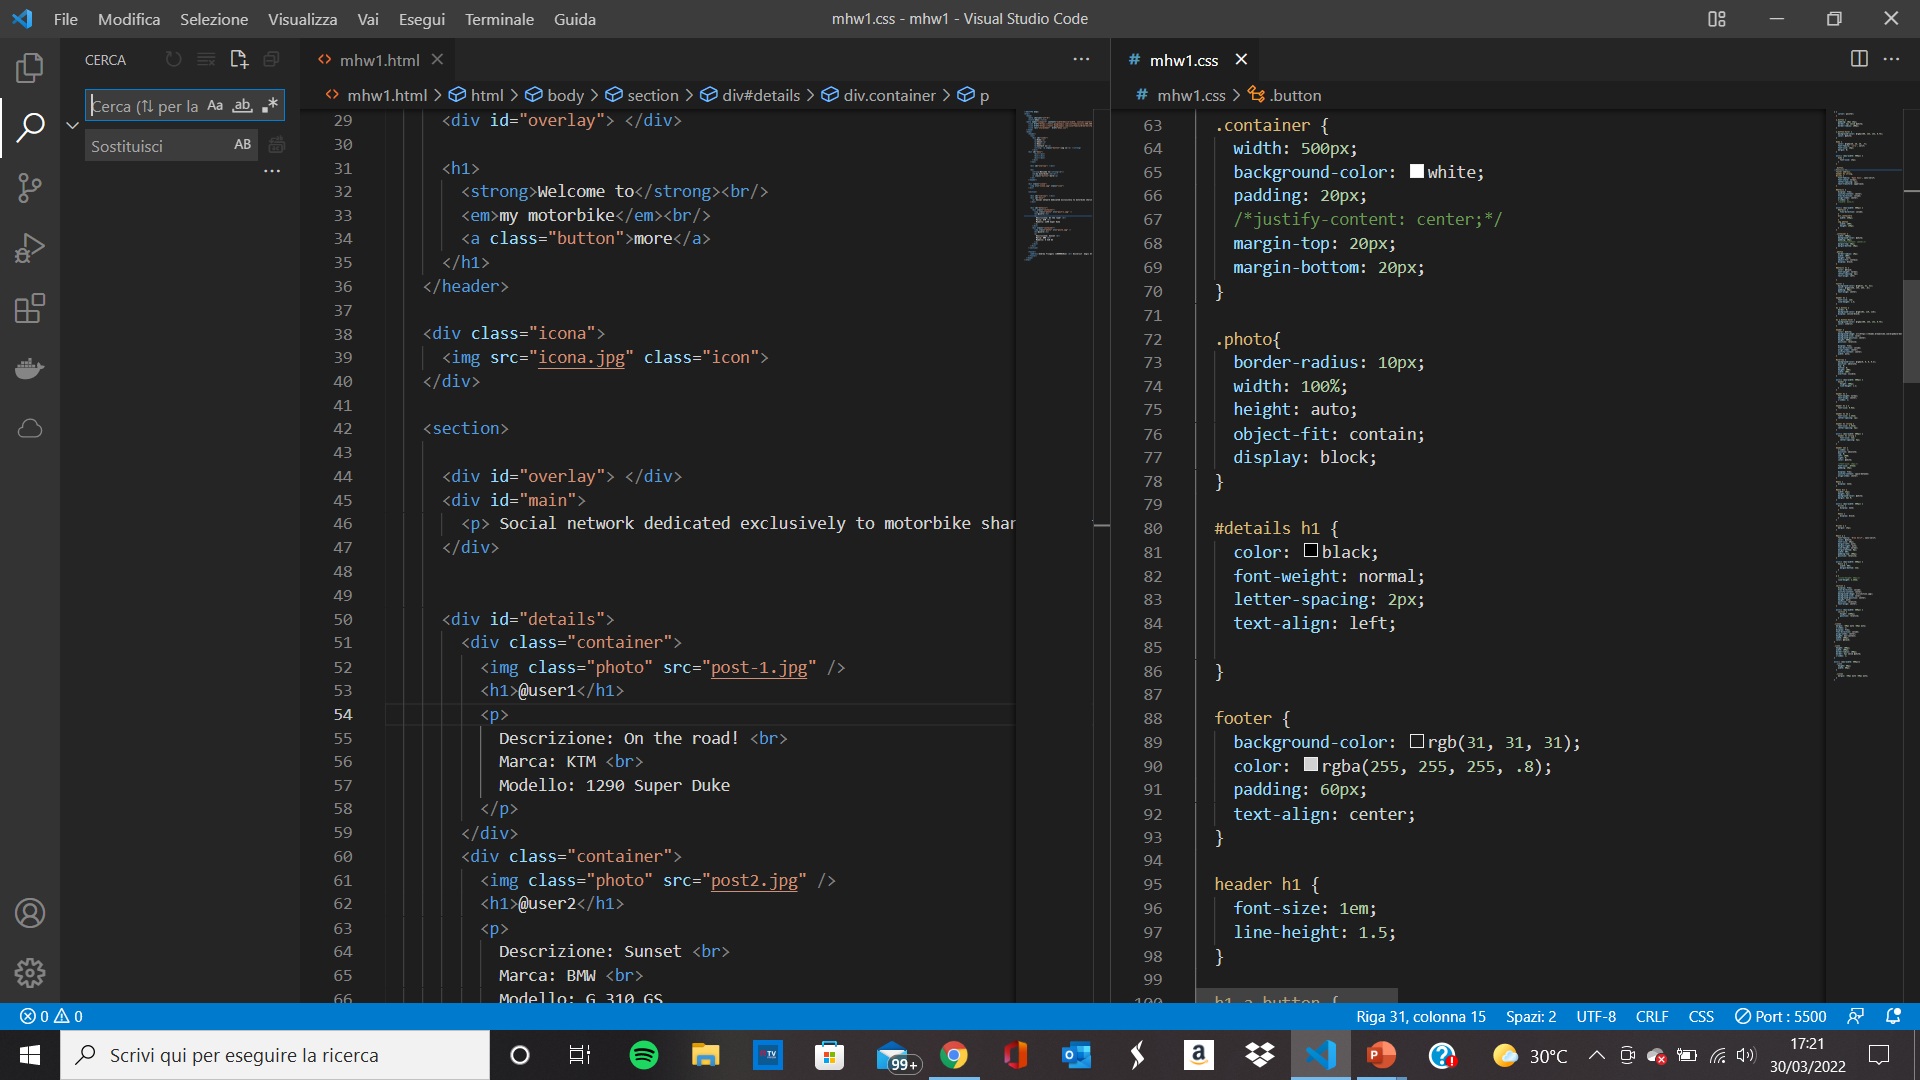 File Modifica Selezione Visualizza Vai Esegui Terminale Guida
mhw1.css - mhw1 - Visual Studio Code
CERCA
Cerca (⇅ per la Aa ab .*
Sostituisci AB
mhw1.html
mhw1.html > html > body > section > div#details > div.container > p
29 <div id="overlay"> </div>
30
31 <h1>
32 <strong>Welcome to</strong><br/>
33 <em>my motorbike</em><br/>
34 <a class="button">more</a>
35 </h1>
36 </header>
37
38 <div class="icona">
39 <img src="icona.jpg" class="icon">
40 </div>
41
42 <section>
43
44 <div id="overlay"> </div>
45 <div id="main">
46 <p> Social network dedicated exclusively to motorbike shar
47 </div>
48
49
50 <div id="details">
51 <div class="container">
52 <img class="photo" src="post-1.jpg" />
53 <h1>@user1</h1>
54 <p>
55 Descrizione: On the road! <br>
56 Marca: KTM <br>
57 Modello: 1290 Super Duke
58 </p>
59 </div>
60 <div class="container">
61 <img class="photo" src="post2.jpg" />
62 <h1>@user2</h1>
63 <p>
64 Descrizione: Sunset <br>
65 Marca: BMW <br>
66 Modello: G 310 GS
# mhw1.css
# mhw1.css > .button
63 .container {
64 width: 500px;
65 background-color: white;
66 padding: 20px;
67 /*justify-content: center;*/
68 margin-top: 20px;
69 margin-bottom: 20px;
70 }
71
72 .photo{
73 border-radius: 10px;
74 width: 100%;
75 height: auto;
76 object-fit: contain;
77 display: block;
78 }
79
80 #details h1 {
81 color: black;
82 font-weight: normal;
83 letter-spacing: 2px;
84 text-align: left;
85
86 }
87
88 footer {
89 background-color: rgb(31, 31, 31);
90 color: rgba(255, 255, 255, .8);
91 padding: 60px;
92 text-align: center;
93 }
94
95 header h1 {
96 font-size: 1em;
97 line-height: 1.5;
98 }
99
100 h1 a.button {
0 0
Riga 31, colonna 15 Spazi: 2 UTF-8 CRLF CSS Port : 5500
Scrivi qui per eseguire la ricerca
TV
99+
30°C
17:21
30/03/2022